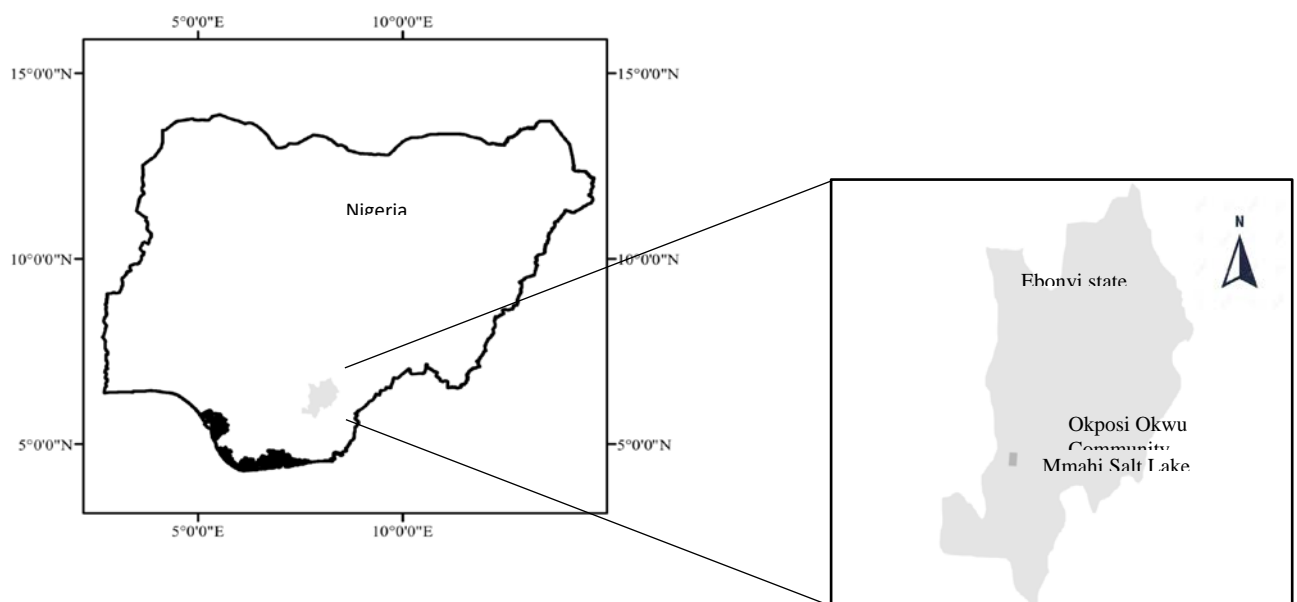 5°0'0"E 10°0'0"E
15°0'0"N 15°0'0"N
Nigeria
N
10°0'0"N 10°0'0"N
Ebonyi state
Okposi Okwu
Community
Mmahi Salt Lake
5°0'0"N 5°0'0"N
5°0'0"E 10°0'0"E